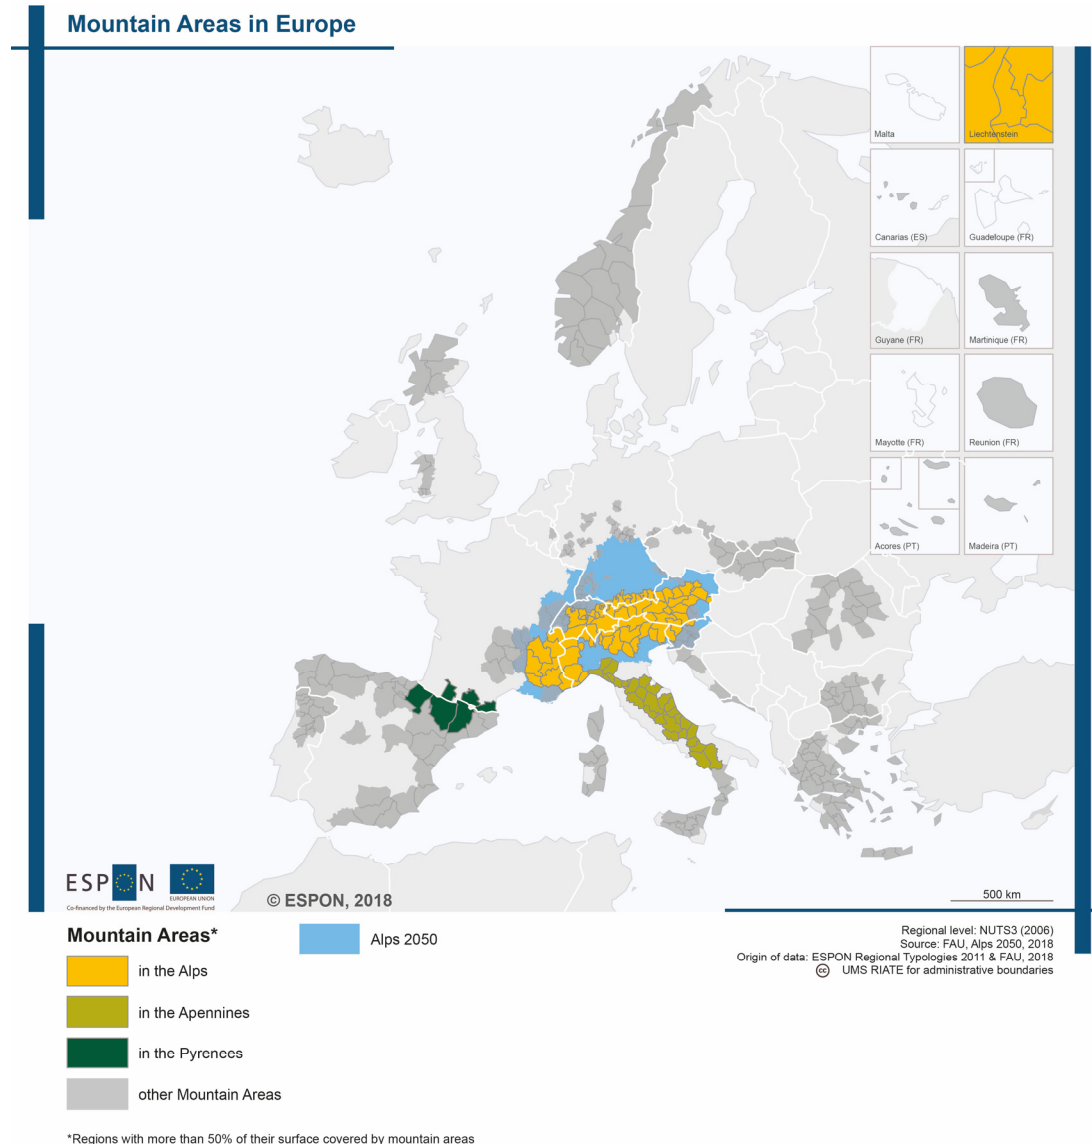 Mountain Areas in Europe
Malta
Liechtenstein
Canarias (ES)
Guadeloupe (FR)
Guyane (FR)
Martinique (FR)
Mayotte (FR)
Reunion (FR)
Acores (PT)
Madeira (PT)
ESPON
EUROPEAN UNION
Co-financed by the European Regional Development Fund
© ESPON, 2018
500 km
Regional level: NUTS3 (2006)
Source: FAU, Alps 2050, 2018
Origin of data: ESPON Regional Typologies 2011 & FAU, 2018
cc UMS RIATE for administrative boundaries
Mountain Areas*
Alps 2050
in the Alps
in the Apennines
in the Pyrenees
other Mountain Areas
*Regions with more than 50% of their surface covered by mountain areas